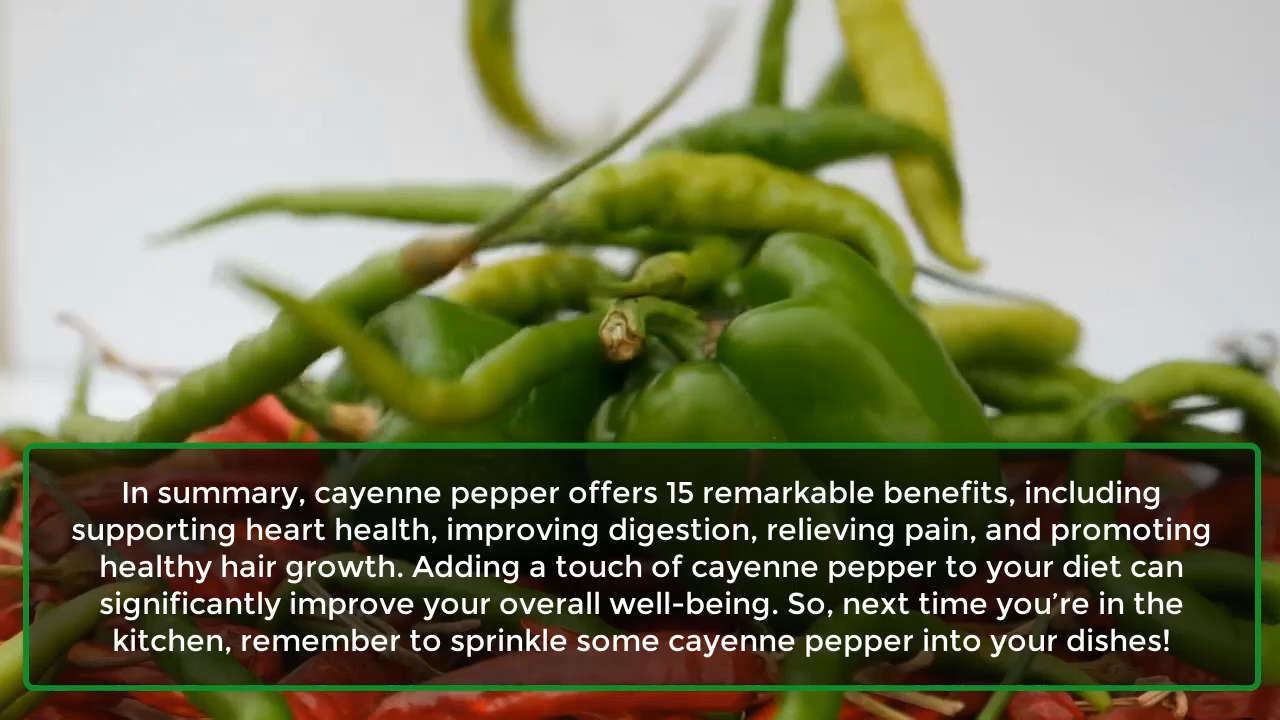 In summary, cayenne pepper offers 15 remarkable benefits, including
supporting heart health, improving digestion, relieving pain, and promoting
healthy hair growth. Adding a touch of cayenne pepper to your diet can
significantly improve your overall well-being. So, next time you’re in the
kitchen, remember to sprinkle some cayenne pepper into your dishes!